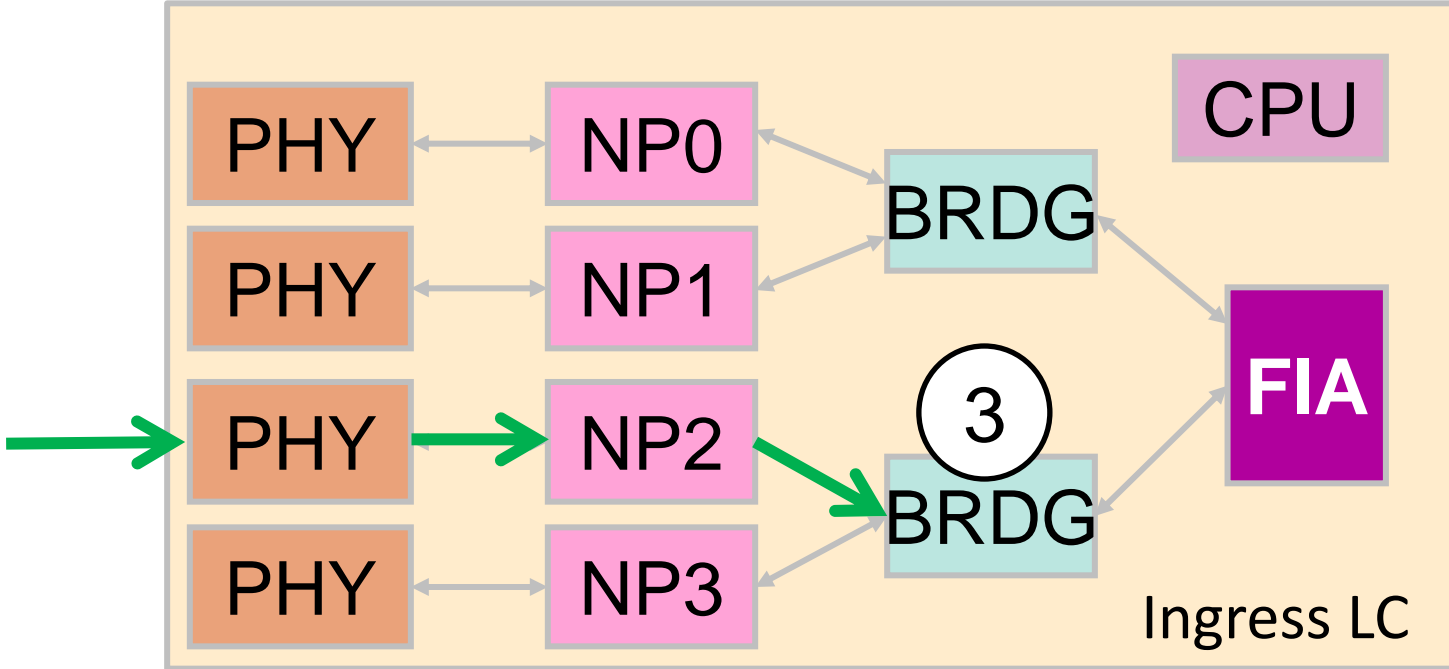 CPU
PHY
NP0
BRDG
PHY
NP1
FIA
3
PHY
NP2
BRDG
PHY
NP3
Ingress LC